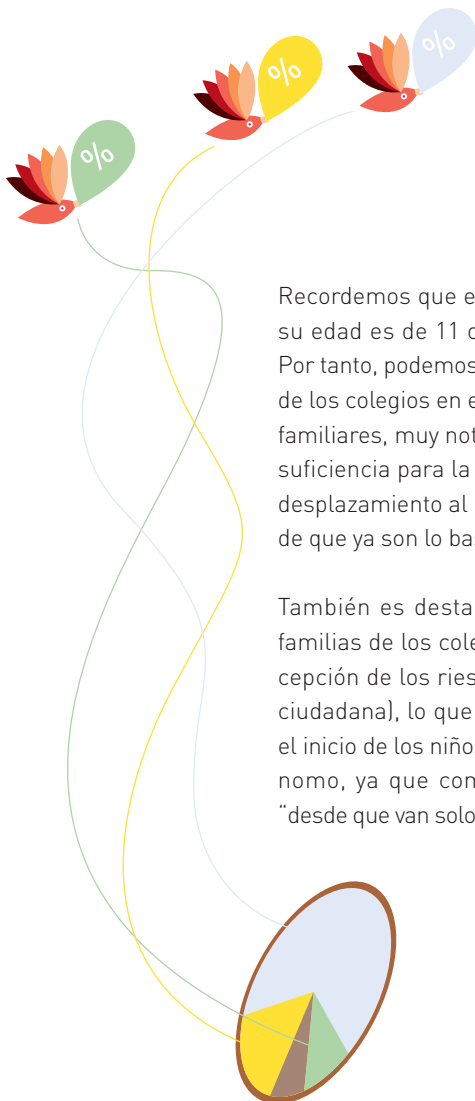 %
%
%
Recordemos que e
su edad es de 11 o
Por tanto, podemos
de los colegios en e
familiares, muy not
suficiencia para la
desplazamiento al
de que ya son lo ba
También es desta
familias de los cole
cepción de los ries
ciudadana), lo que
el inicio de los niño
nomo, ya que com
“desde que van solo